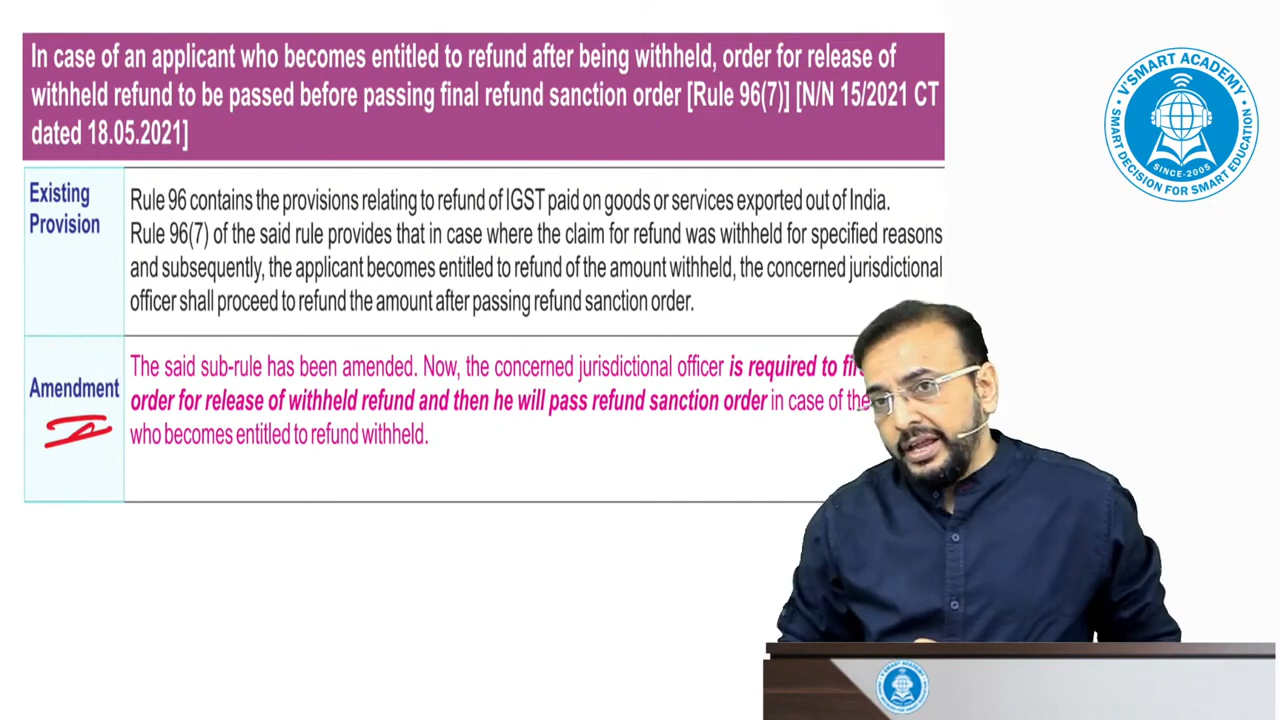 In case of an applicant who becomes entitled to refund after being withheld, order for release of
withheld refund to be passed before passing final refund sanction order [Rule 96(7)] [N/N 15/2021 CT
dated 18.05.2021]
Existing
Provision
Rule 96 contains the provisions relating to refund of IGST paid on goods or services exported out of India.
Rule 96(7) of the said rule provides that in case where the claim for refund was withheld for specified reasons
and subsequently, the applicant becomes entitled to refund of the amount withheld, the concerned jurisdictional
officer shall proceed to refund the amount after passing refund sanction order.
Amendment
The said sub-rule has been amended. Now, the concerned jurisdictional officer is required to
order for release of withheld refund and then he will pass refund sanction order in case of the
who becomes entitled to refund withheld.
V'SMART ACADEMY
SINCE-2005
• SMART DECISION FOR SMART EDUCATION •